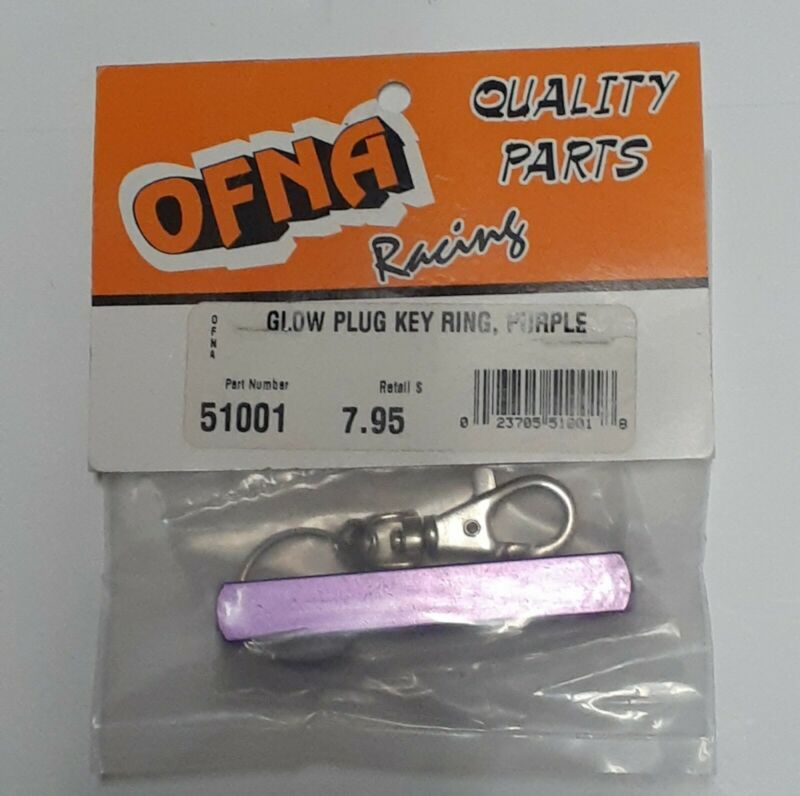 OFNA
Racing
QUALITY
PARTS
OFNA
GLOW PLUG KEY RING, PURPLE
Part Number
51001
Retail $
7.95
0 23705 51001 8